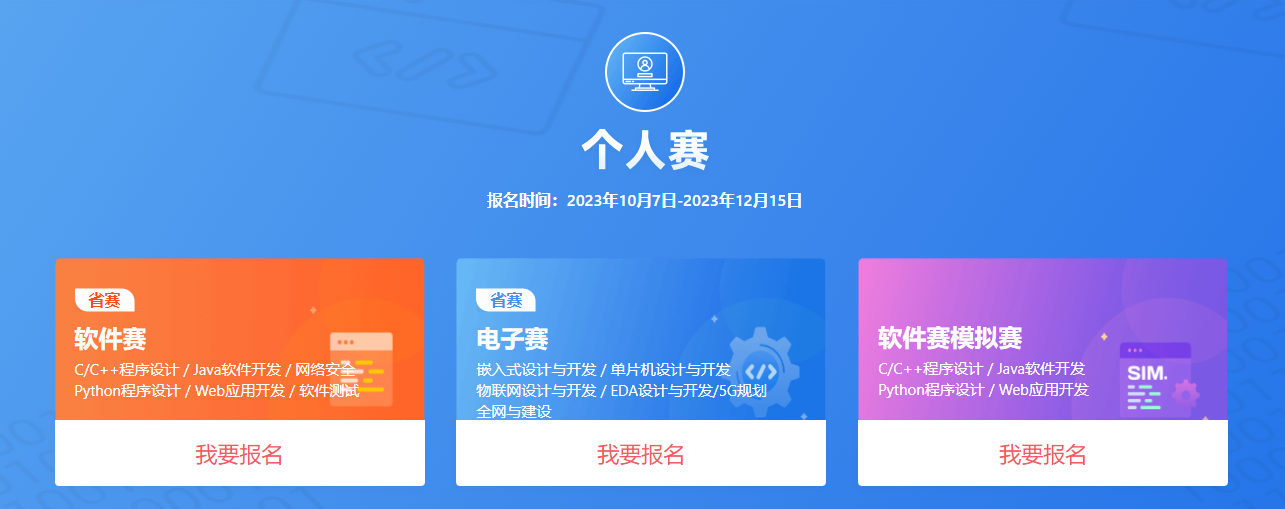 个人赛
报名时间：2023年10月7日-2023年12月15日
省赛
软件赛
C/C++程序设计 / Java软件开发 / 网络安全
Python程序设计 / Web应用开发 / 软件测试
我要报名
省赛
电子赛
嵌入式设计与开发 / 单片机设计与开发
物联网设计与开发 / EDA设计与开发/5G规划
全网与建设
我要报名
软件赛模拟赛
C/C++程序设计 / Java软件开发
Python程序设计 / Web应用开发
SIM.
我要报名